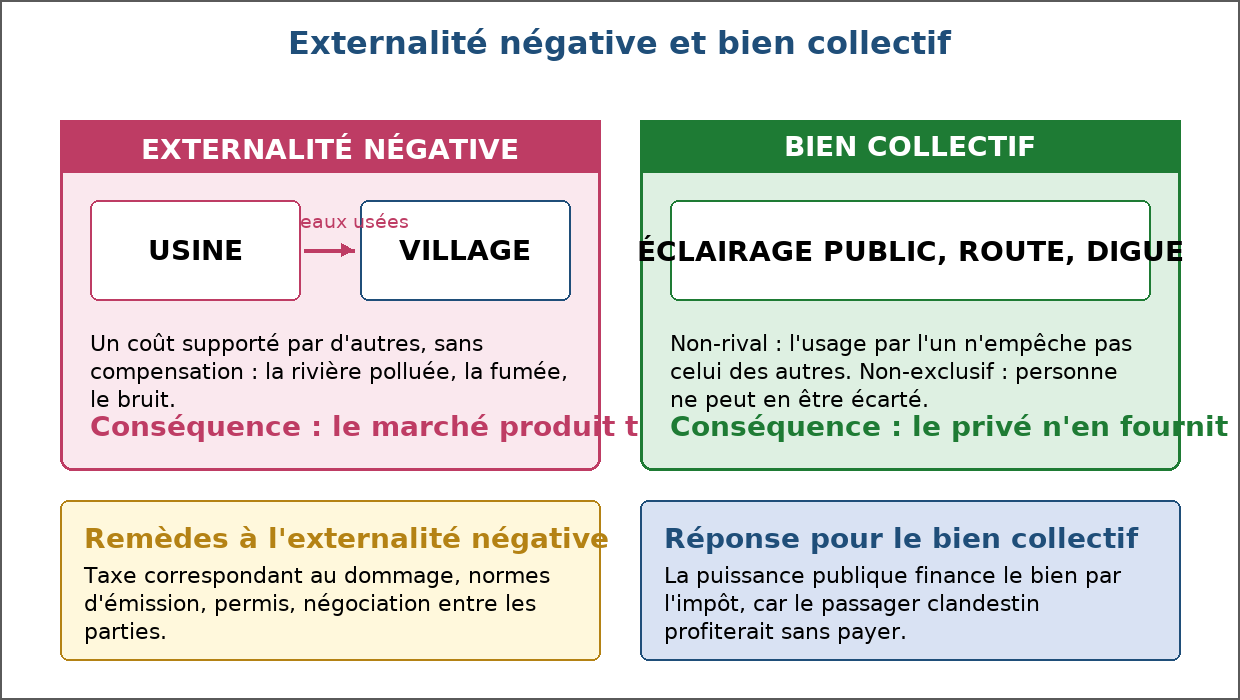 Externalité négative et bien collectif
EXTERNALITÉ NÉGATIVE
eaux usées
USINE
VILLAGE
Un coût supporté par d'autres, sans
compensation : la rivière polluée, la fumée,
le bruit.
Conséquence : le marché produit t
BIEN COLLECTIF
ÉCLAIRAGE PUBLIC, ROUTE, DIGUE
Non-rival : l'usage par l'un n'empêche pas
celui des autres. Non-exclusif : personne
ne peut en être écarté.
Conséquence : le privé n'en fournit
Remèdes à l'externalité négative
Taxe correspondant au dommage, normes
d'émission, permis, négociation entre les
parties.
Réponse pour le bien collectif
La puissance publique finance le bien par
l'impôt, car le passager clandestin
profiterait sans payer.